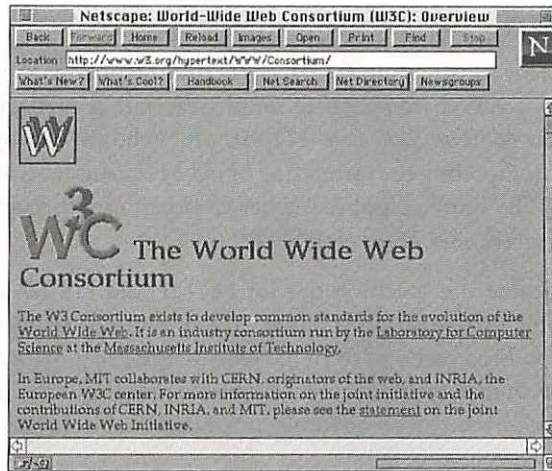 Netscape: World-Wide Web Consortium (W3C): Overview
Back Forward Home Reload Images Open Print Find Stop
N
Location: http://www.w3.org/hypertext/WWW/Consortium/
What's New? What's Cool? Handbook Net Search Net Directory Newsgroups
W
W3C The World Wide Web
Consortium
The W3 Consortium exists to develop common standards for the evolution of the
World Wide Web. It is an industry consortium run by the Laboratory for Computer
Science at the Massachusetts Institute of Technology.
In Europe, MIT collaborates with CERN, originators of the web, and INRIA, the
European W3C center. For more information on the joint initiative and the
contributions of CERN, INRIA, and MIT, please see the statement on the joint
World Wide Web Initiative.